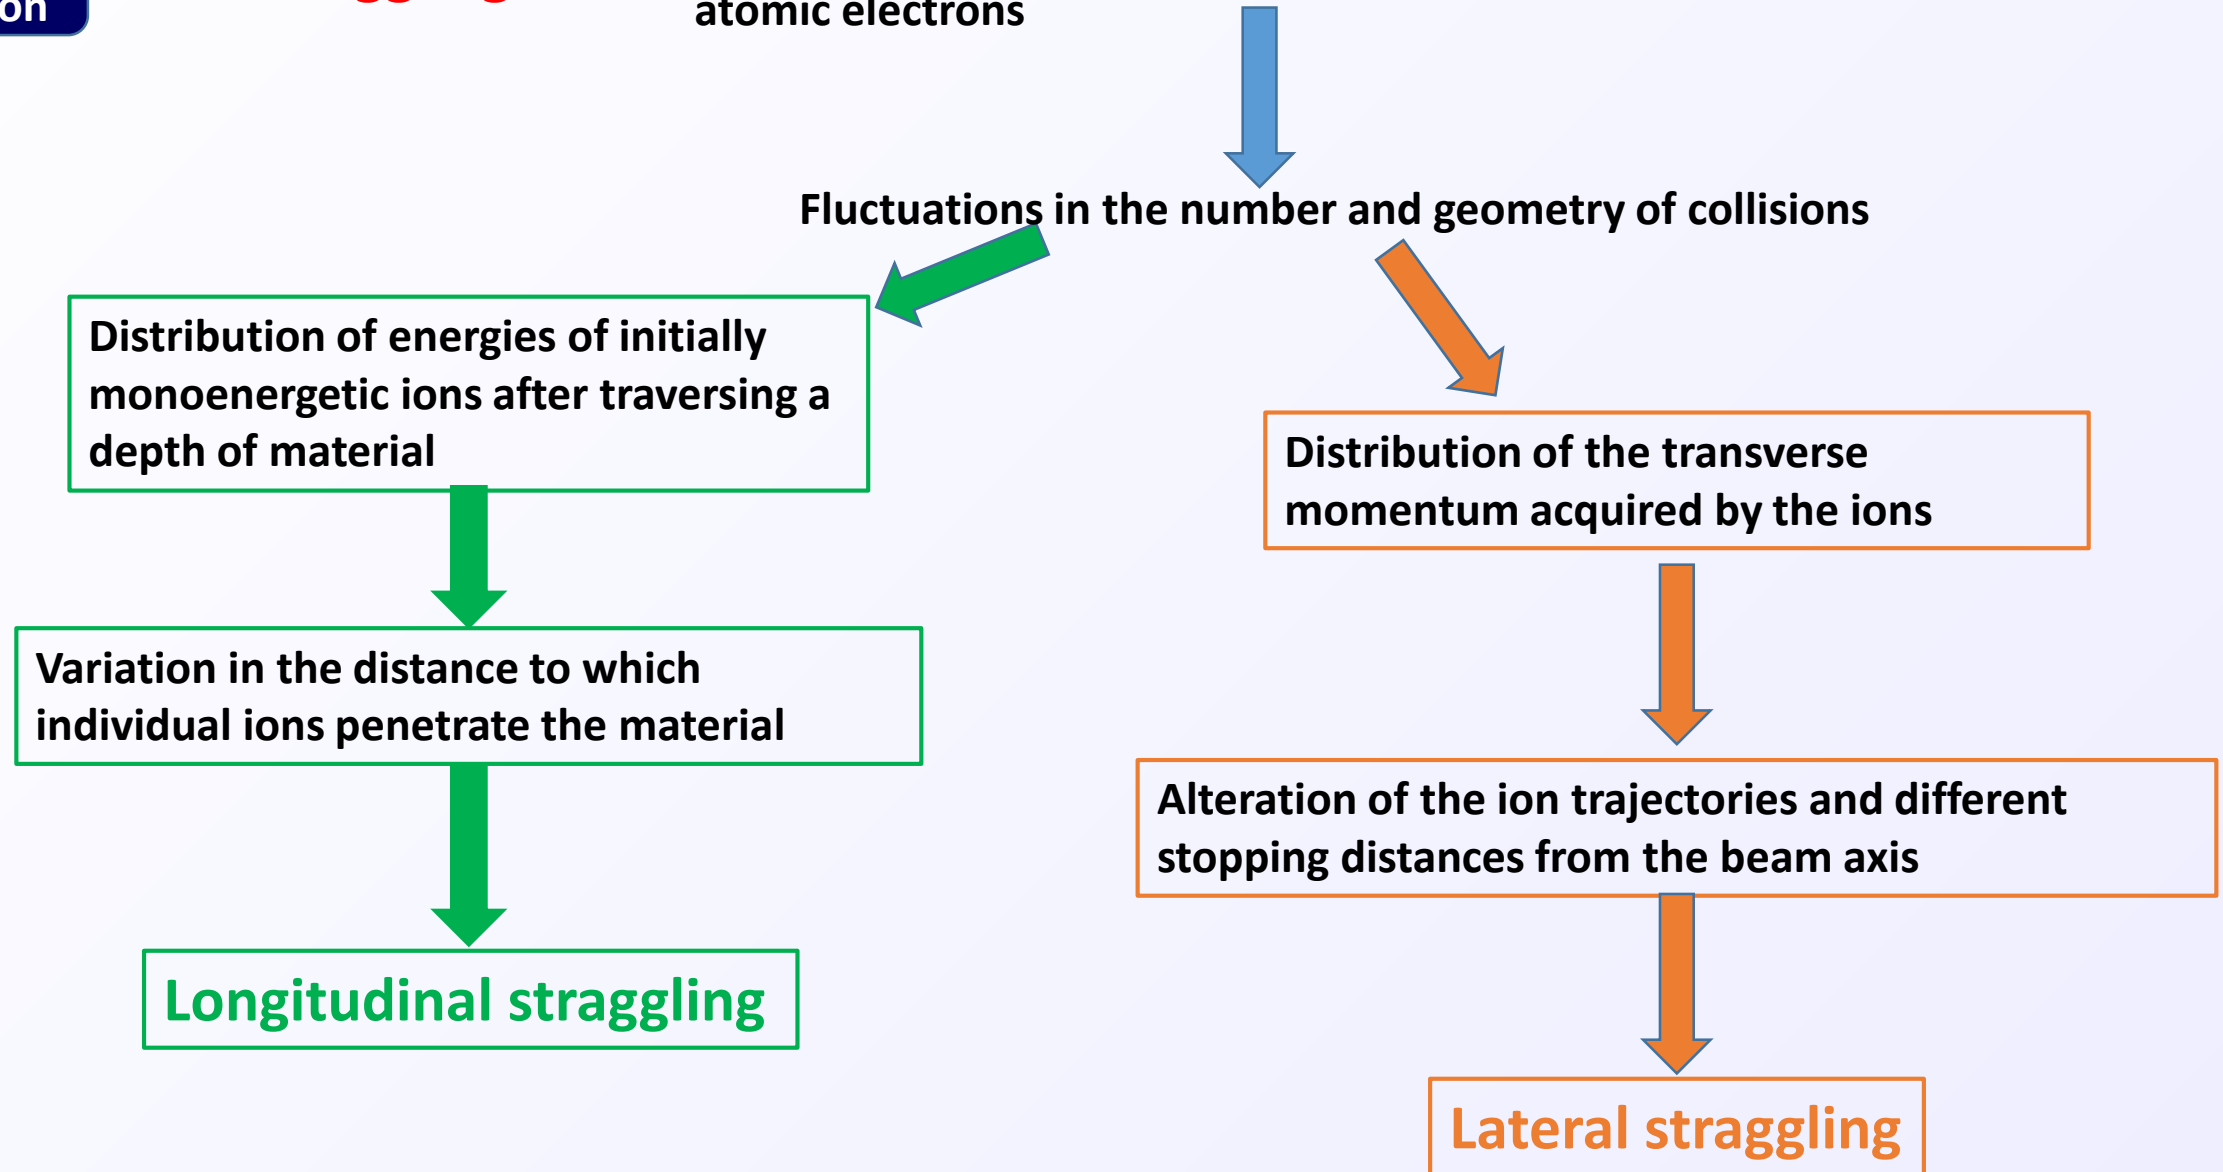 atomic electrons
Fluctuations in the number and geometry of collisions
Distribution of energies of initially
monoenergetic ions after traversing a
depth of material
Distribution of the transverse
momentum acquired by the ions
Variation in the distance to which
individual ions penetrate the material
Alteration of the ion trajectories and different
stopping distances from the beam axis
Longitudinal straggling
Lateral straggling